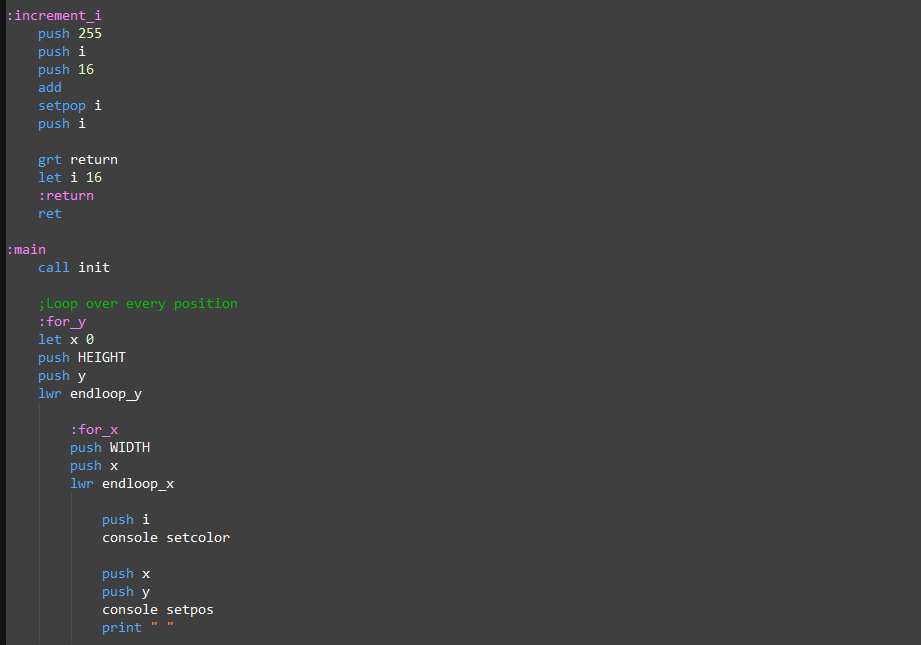 :increment_i
push 255
push i
push 16
add
setpop i
push i
grt return
let i 16
:return
ret
:main
call init
;Loop over every position
:for_y
let x 0
push HEIGHT
push y
lwr endloop_y
:for_x
push WIDTH
push x
lwr endloop_x
push i
console setcolor
push x
push y
console setpos
print " "